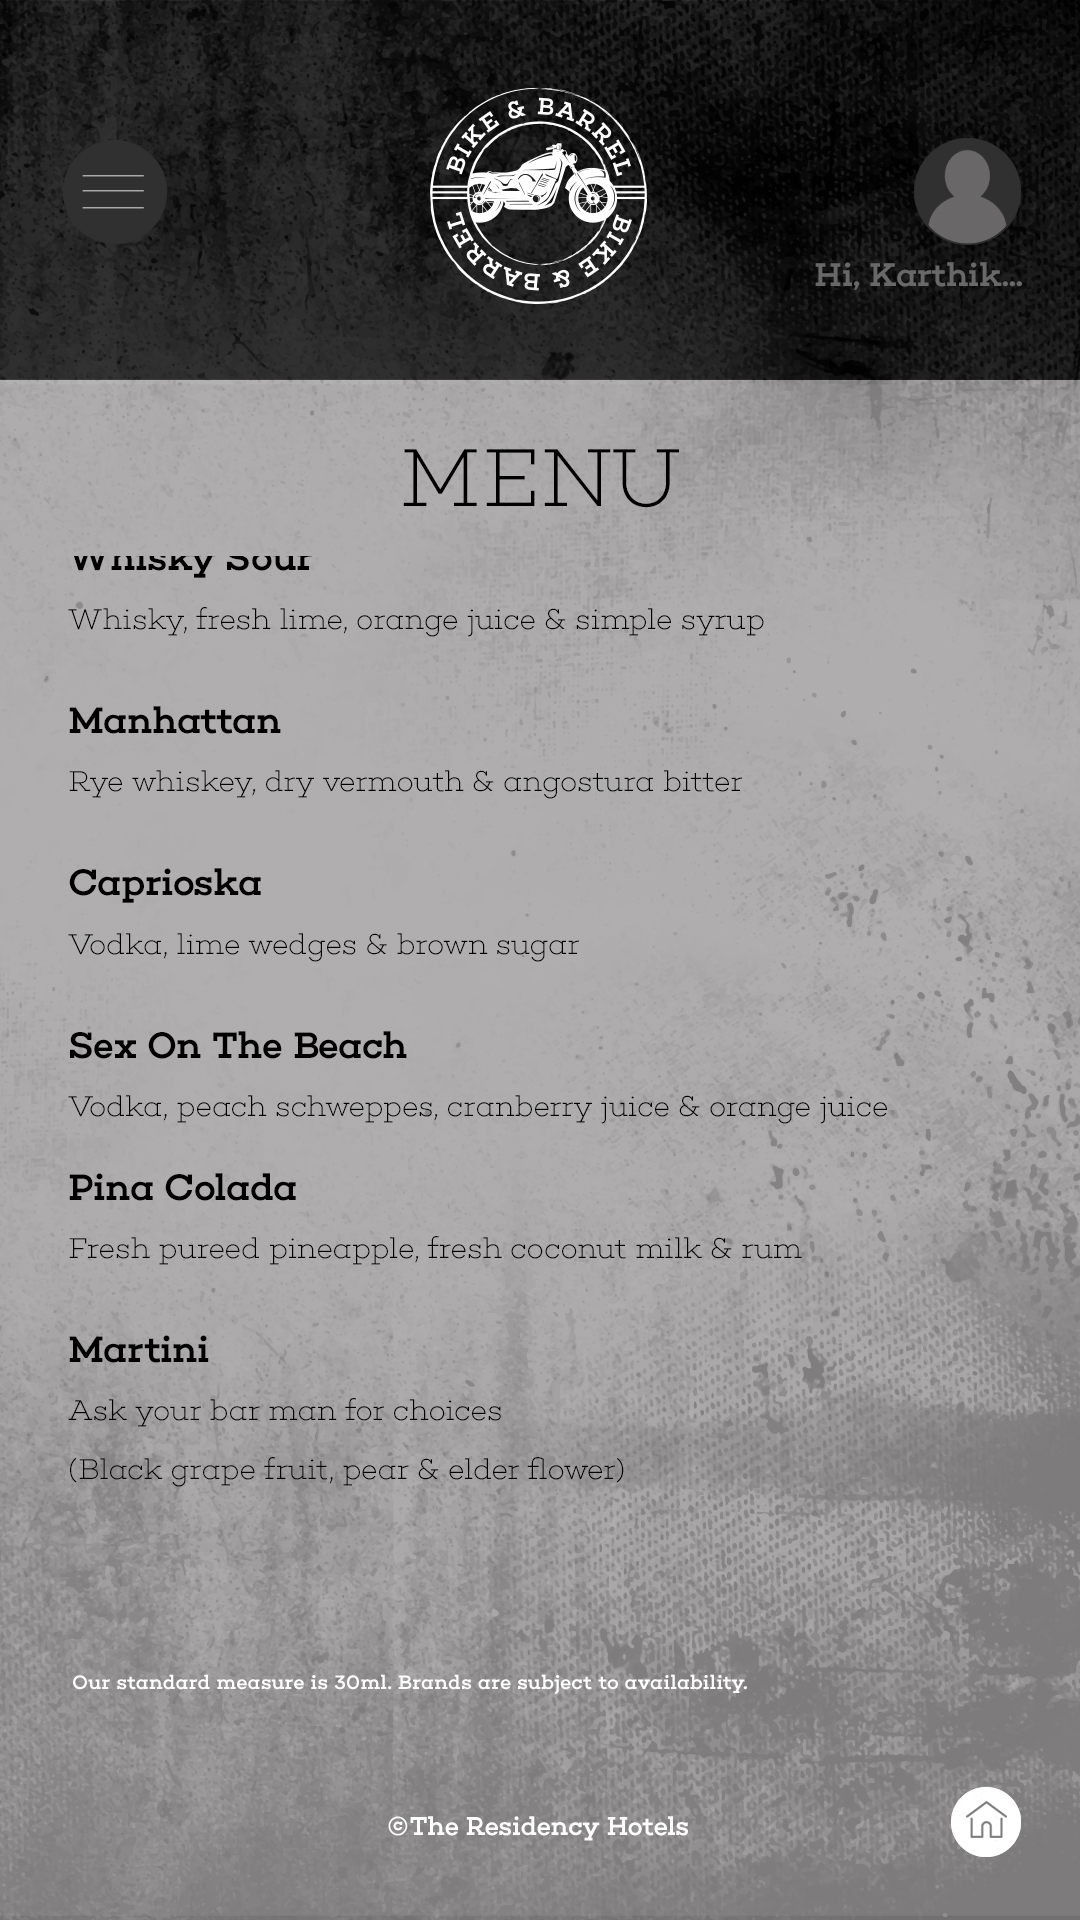 BIKE & BARREL
BIKE & BARREL
Hi, Karthik...
MENU
Whisky Sour
Whisky, fresh lime, orange juice & simple syrup
Manhattan
Rye whiskey, dry vermouth & angostura bitter
Caprioska
Vodka, lime wedges & brown sugar
Sex On The Beach
Vodka, peach schweppes, cranberry juice & orange juice
Pina Colada
Fresh pureed pineapple, fresh coconut milk & rum
Martini
Ask your bar man for choices
(Black grape fruit, pear & elder flower)
Our standard measure is 30ml. Brands are subject to availability.
©The Residency Hotels